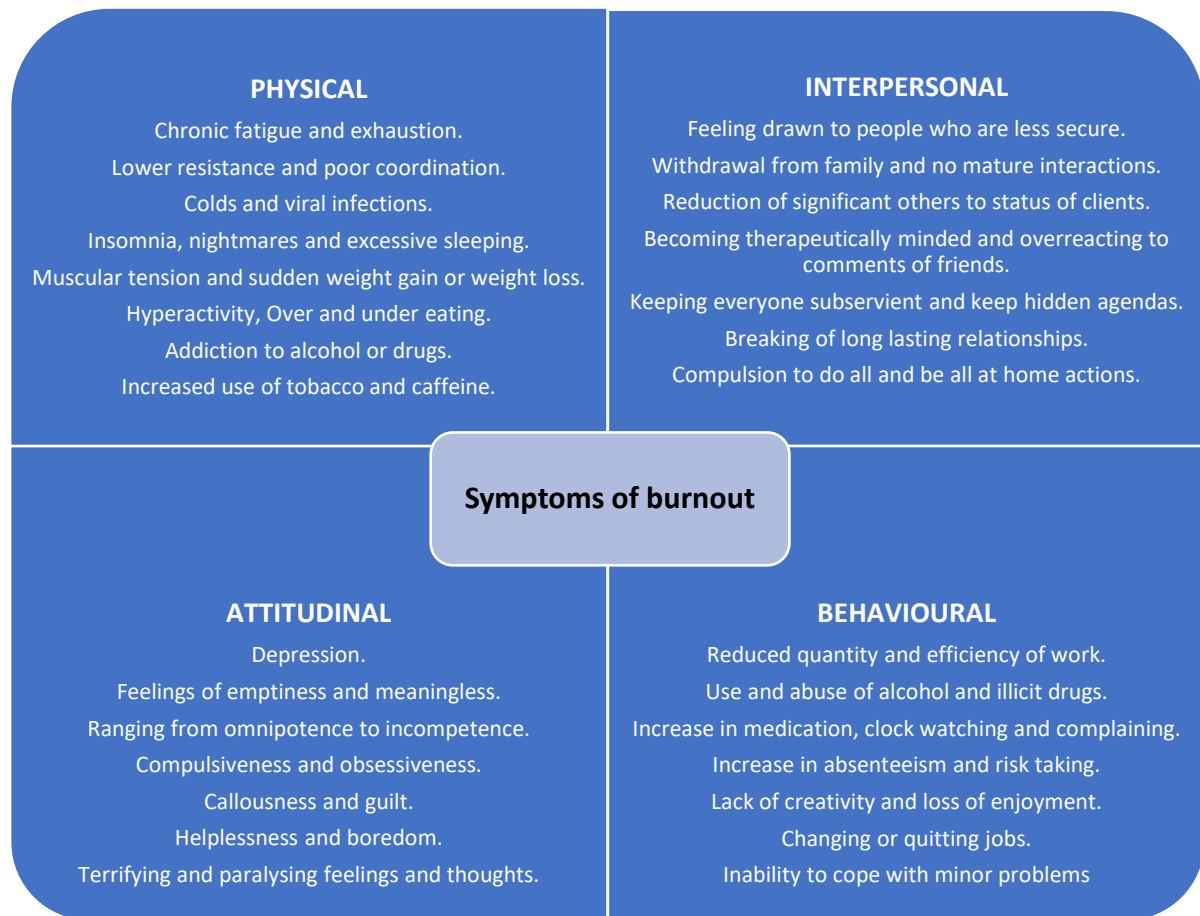 PHYSICAL
Chronic fatigue and exhaustion.
Lower resistance and poor coordination.
Colds and viral infections.
Insomnia, nightmares and excessive sleeping.
Muscular tension and sudden weight gain or weight loss.
Hyperactivity, Over and under eating.
Addiction to alcohol or drugs.
Increased use of tobacco and caffeine.
INTERPERSONAL
Feeling drawn to people who are less secure.
Withdrawal from family and no mature interactions.
Reduction of significant others to status of clients.
Becoming therapeutically minded and overreacting to
comments of friends.
Keeping everyone subservient and keep hidden agendas.
Breaking of long lasting relationships.
Compulsion to do all and be all at home actions.
Symptoms of burnout
ATTITUDINAL
Depression.
Feelings of emptiness and meaningless.
Ranging from omnipotence to incompetence.
Compulsiveness and obsessiveness.
Callousness and guilt.
Helplessness and boredom.
Terrifying and paralysing feelings and thoughts.
BEHAVIOURAL
Reduced quantity and efficiency of work.
Use and abuse of alcohol and illicit drugs.
Increase in medication, clock watching and complaining.
Increase in absenteeism and risk taking.
Lack of creativity and loss of enjoyment.
Changing or quitting jobs.
Inability to cope with minor problems